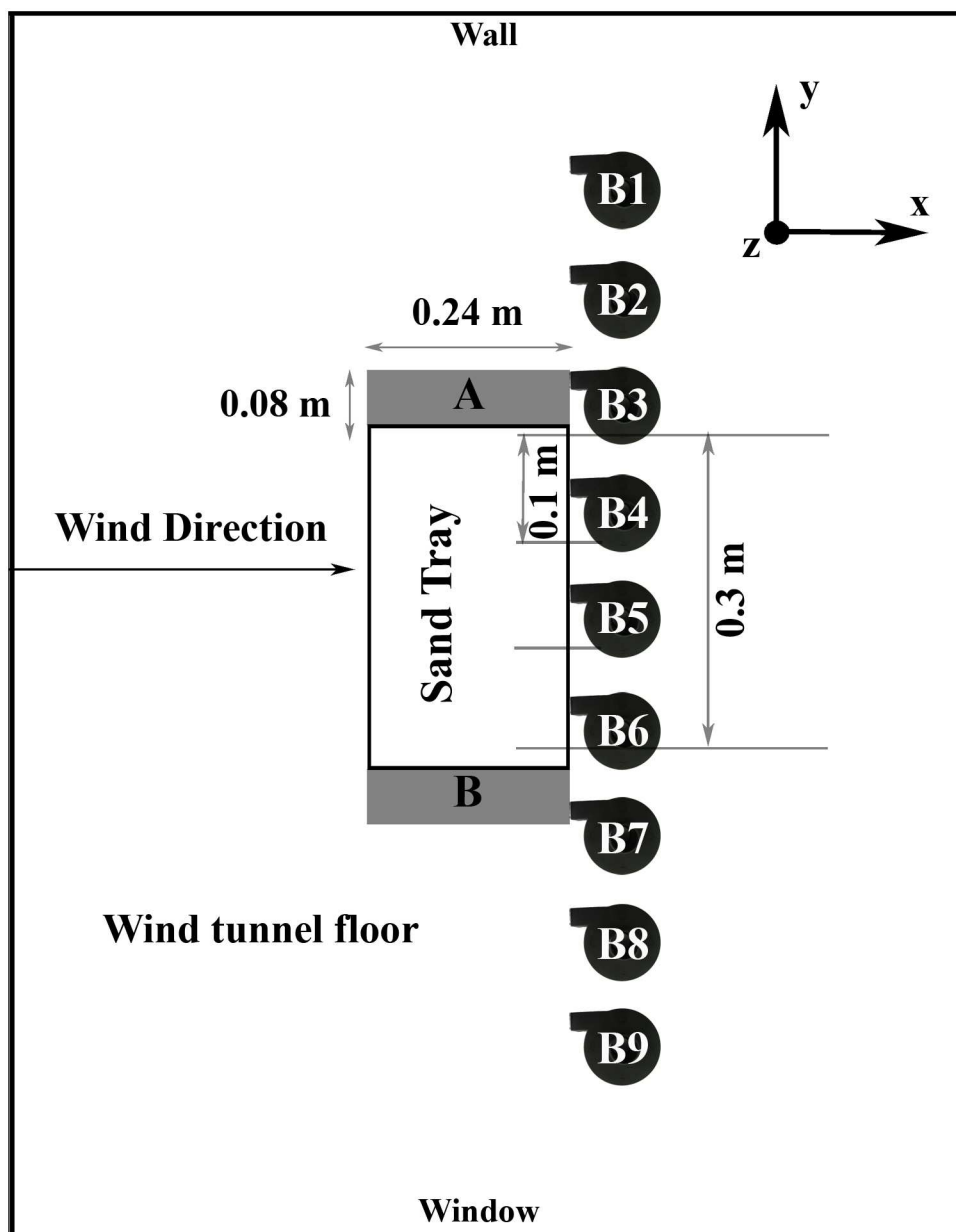 Wall
y
x
z
B1
B2
0.24 m
0.08 m
A
B3
0.1 m
B4
Wind Direction
Sand Tray
B5
0.3 m
B6
B
B7
Wind tunnel floor
B8
B9
Window